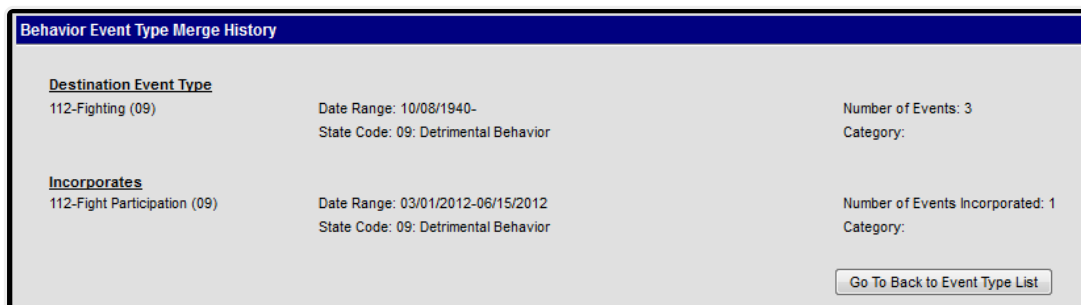 Behavior Event Type Merge History
Destination Event Type
112-Fighting (09) Date Range: 10/08/1940- Number of Events: 3
State Code: 09: Detrimental Behavior Category:
Incorporates
112-Fight Participation (09) Date Range: 03/01/2012-06/15/2012 Number of Events Incorporated: 1
State Code: 09: Detrimental Behavior Category:
Go To Back to Event Type List